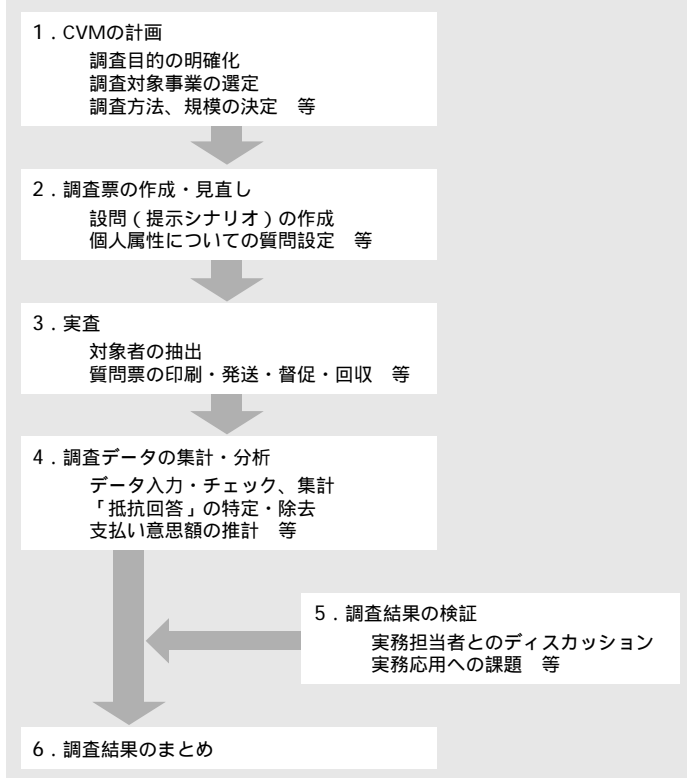 1．CVMの計画
調査目的の明確化
調査対象事業の選定
調査方法、規模の決定　等
2．調査票の作成・見直し
設問（提示シナリオ）の作成
個人属性についての質問設定　等
3．実査
対象者の抽出
質問票の印刷・発送・督促・回収　等
4．調査データの集計・分析
データ入力・チェック、集計
「抵抗回答」の特定・除去
支払い意思額の推計　等
5．調査結果の検証
実務担当者とのディスカッション
実務応用への課題　等
6．調査結果のまとめ